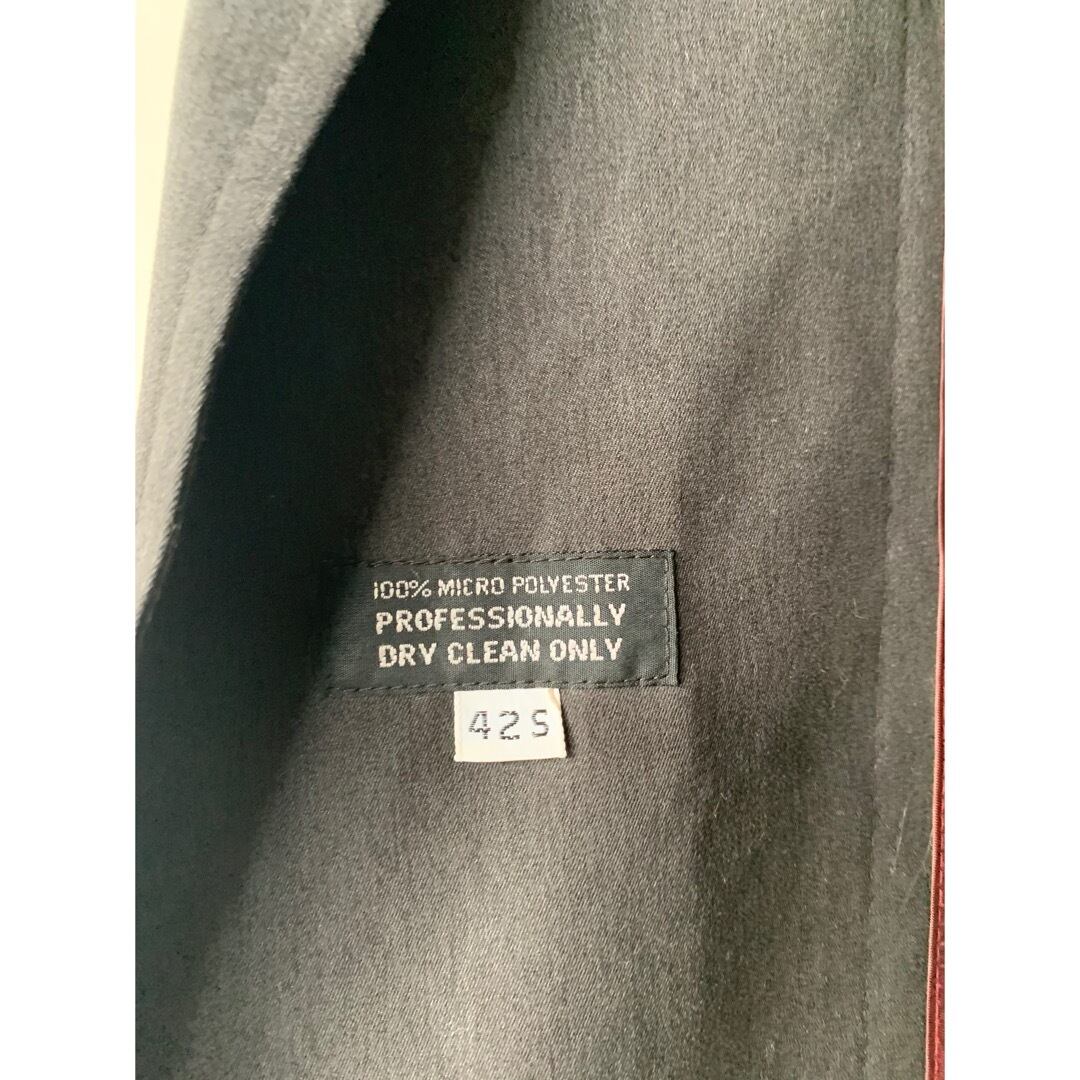 100% MICRO POLYESTER
PROFESSIONALLY
DRY CLEAN ONLY
42S